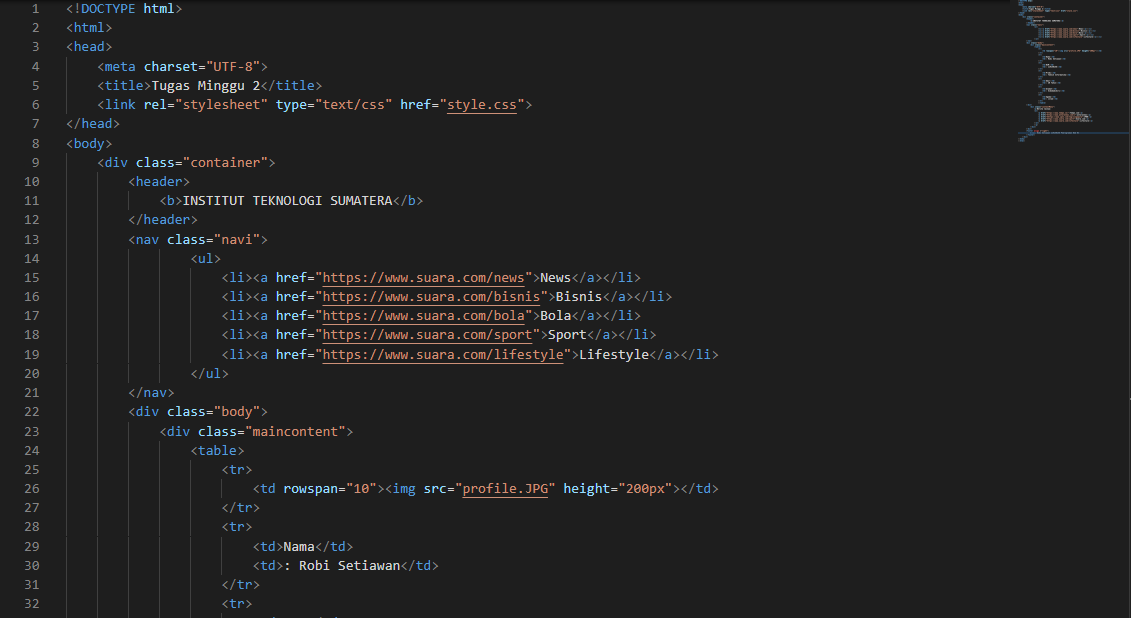 1 <!DOCTYPE html>
2 <html>
3 <head>
4 <meta charset="UTF-8">
5 <title>Tugas Minggu 2</title>
6 <link rel="stylesheet" type="text/css" href="style.css">
7 </head>
8 <body>
9 <div class="container">
10 <header>
11 <b>INSTITUT TEKNOLOGI SUMATERA</b>
12 </header>
13 <nav class="navi">
14 <ul>
15 <li><a href="https://www.suara.com/news">News</a></li>
16 <li><a href="https://www.suara.com/bisnis">Bisnis</a></li>
17 <li><a href="https://www.suara.com/bola">Bola</a></li>
18 <li><a href="https://www.suara.com/sport">Sport</a></li>
19 <li><a href="https://www.suara.com/lifestyle">Lifestyle</a></li>
20 </ul>
21 </nav>
22 <div class="body">
23 <div class="maincontent">
24 <table>
25 <tr>
26 <td rowspan="10"><img src="profile.JPG" height="200px"></td>
27 </tr>
28 <tr>
29 <td>Nama</td>
30 <td>: Robi Setiawan</td>
31 </tr>
32 <tr>